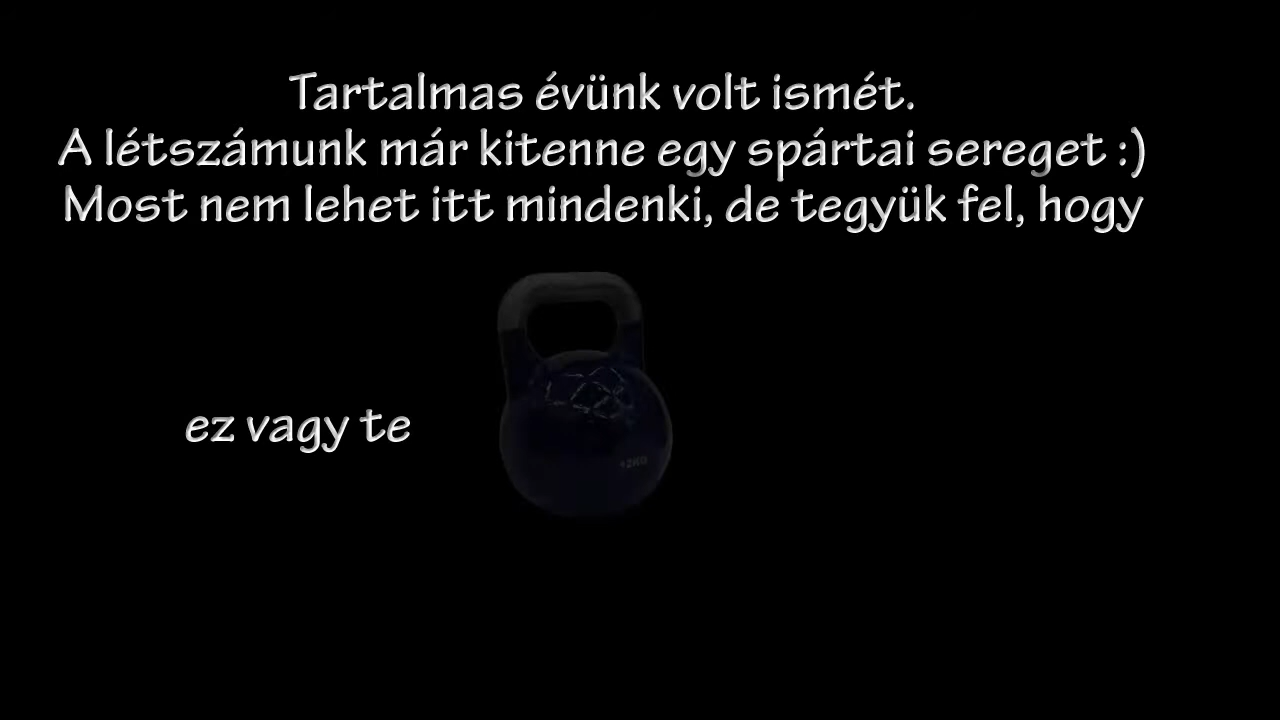 Tartalmas évünk volt ismét.
A létszámunk már kitenne egy spártai sereget :)
Most nem lehet itt mindenki, de tegyük fel, hogy
ez vagy te
12KG